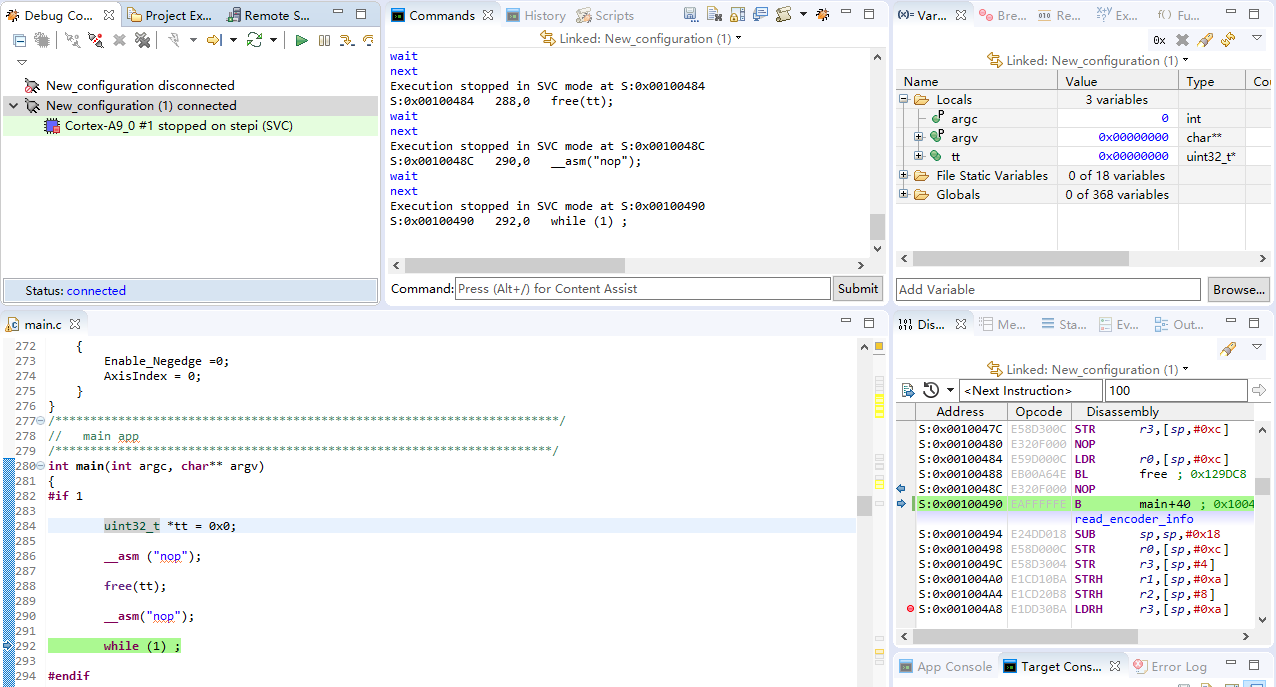 Debug Co...
Project Ex...
Remote S...
New_configuration disconnected
New_configuration (1) connected
Cortex-A9_0 #1 stopped on stepi (SVC)
Status: connected
Commands
History
Scripts
Linked: New_configuration (1)
wait
next
Execution stopped in SVC mode at S:0x00100484
S:0x00100484 288,0 free(tt);
wait
next
Execution stopped in SVC mode at S:0x0010048C
S:0x0010048C 290,0 __asm("nop");
wait
next
Execution stopped in SVC mode at S:0x00100490
S:0x00100490 292,0 while (1) ;
Command: Press (Alt+/) for Content Assist Submit
(x)= Var...
Bre...
010 Re...
Ex...
f() Fu...
0x
Linked: New_configuration (1)
Name Value Type Cou
Locals 3 variables
argc 0 int
argv 0x00000000 char**
tt 0x00000000 uint32_t*
File Static Variables 0 of 18 variables
Globals 0 of 368 variables
Add Variable Browse...
main.c
272 {
273 Enable_Negedge =0;
274 AxisIndex = 0;
275 }
276 }
277 /************************************************************************/
278 // main app
279 /***********************************************************************/
280 int main(int argc, char** argv)
281 {
282 #if 1
283
284 uint32_t *tt = 0x0;
285
286 __asm ("nop");
287
288 free(tt);
289
290 __asm("nop");
291
292 while (1) ;
293
294 #endif
Dis...
Me...
Sta...
Ev...
Out...
Linked: New_configuration (1)
<Next Instruction> 100
Address Opcode Disassembly
S:0x0010047C E58D300C STR r3,[sp,#0xc]
S:0x00100480 E320F000 NOP
S:0x00100484 E59D000C LDR r0,[sp,#0xc]
S:0x00100488 EB00A64E BL free ; 0x129DC8
S:0x0010048C E320F000 NOP
S:0x00100490 EAFFFFFE B main+40 ; 0x1004
read_encoder_info
S:0x00100494 E24DD018 SUB sp,sp,#0x18
S:0x00100498 E58D000C STR r0,[sp,#0xc]
S:0x0010049C E58D3004 STR r3,[sp,#4]
S:0x001004A0 E1CD10BA STRH r1,[sp,#0xa]
S:0x001004A4 E1CD20B8 STRH r2,[sp,#8]
S:0x001004A8 E1DD30BA LDRH r3,[sp,#0xa]
App Console
Target Cons...
Error Log